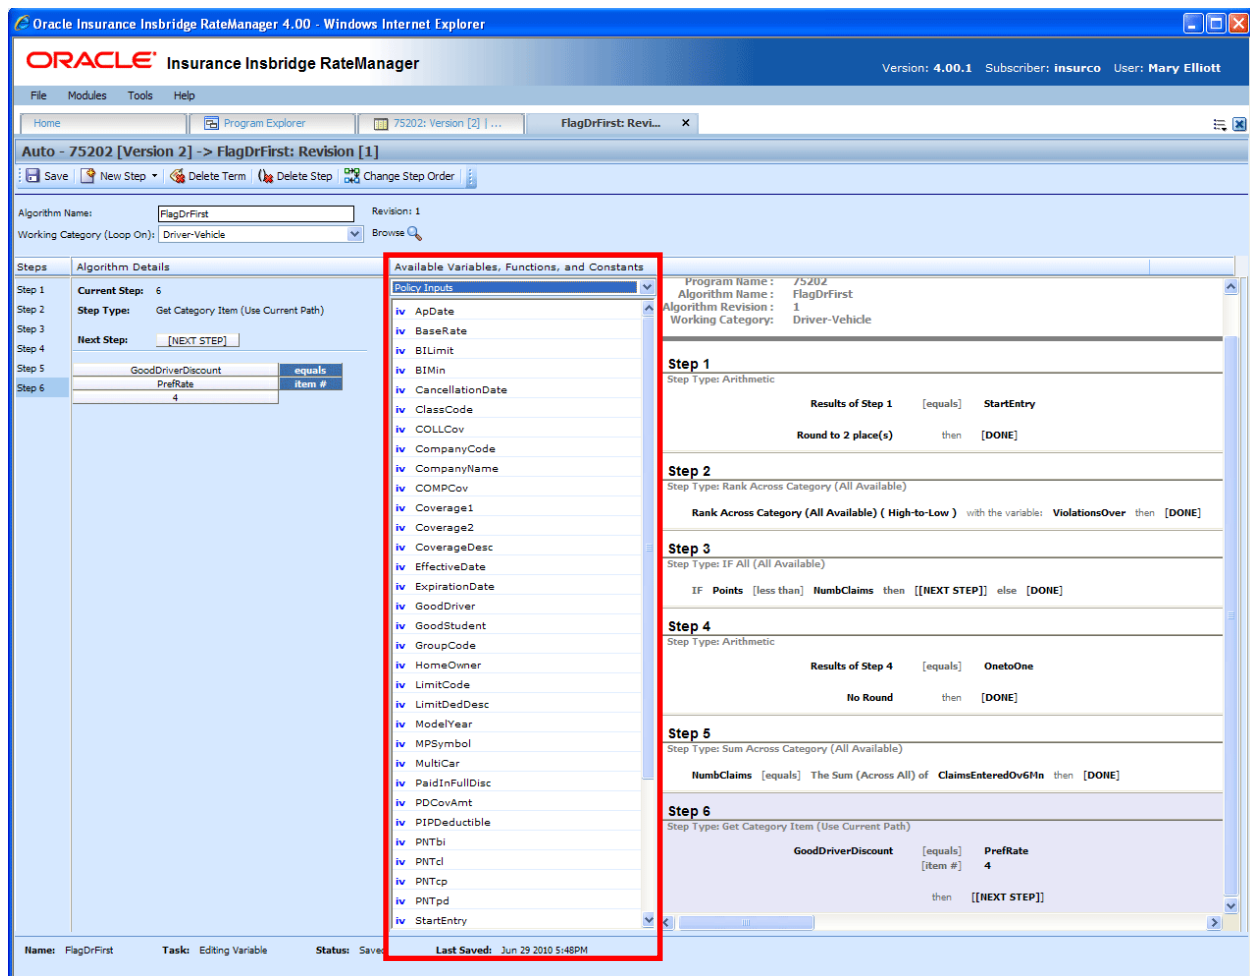 Oracle Insurance Insbridge RateManager 4.00 - Windows Internet Explorer
ORACLE Insurance Insbridge RateManager
Version: 4.00.1 Subscriber: insurco User: Mary Elliott
File Modules Tools Help
Home Program Explorer 75202: Version [2] | ... FlagDrFirst: Revi... x
Auto - 75202 [Version 2] -> FlagDrFirst: Revision [1]
Save New Step Delete Term Delete Step Change Step Order
Algorithm Name: FlagDrFirst Revision: 1
Working Category (Loop On): Driver-Vehicle Browse
Steps
Step 1
Step 2
Step 3
Step 4
Step 5
Step 6
Algorithm Details
Current Step: 6
Step Type: Get Category Item (Use Current Path)
Next Step: [NEXT STEP]
GoodDriverDiscount equals
PrefRate item #
4
Available Variables, Functions, and Constants
Policy Inputs
iv ApDate
iv BaseRate
iv BILimit
iv BIMin
iv CancellationDate
iv ClassCode
iv COLLCov
iv CompanyCode
iv CompanyName
iv COMPCov
iv Coverage1
iv Coverage2
iv CoverageDesc
iv EffectiveDate
iv ExpirationDate
iv GoodDriver
iv GoodStudent
iv GroupCode
iv HomeOwner
iv LimitCode
iv LimitDedDesc
iv ModelYear
iv MPSymbol
iv MultiCar
iv PaidInFullDisc
iv PDCovAmt
iv PIPDeductible
iv PNTbi
iv PNTcl
iv PNTcp
iv PNTpd
iv StartEntry
Program Name : 75202
Algorithm Name : FlagDrFirst
Algorithm Revision : 1
Working Category: Driver-Vehicle
Step 1
Step Type: Arithmetic
Results of Step 1 [equals] StartEntry
Round to 2 place(s) then [DONE]
Step 2
Step Type: Rank Across Category (All Available)
Rank Across Category (All Available) ( High-to-Low ) with the variable: ViolationsOver then [DONE]
Step 3
Step Type: IF All (All Available)
IF Points [less than] NumbClaims then [[NEXT STEP]] else [DONE]
Step 4
Step Type: Arithmetic
Results of Step 4 [equals] OnetoOne
No Round then [DONE]
Step 5
Step Type: Sum Across Category (All Available)
NumbClaims [equals] The Sum (Across All) of ClaimsEnteredOv6Mn then [DONE]
Step 6
Step Type: Get Category Item (Use Current Path)
GoodDriverDiscount [equals] PrefRate
[item #] 4
then [[NEXT STEP]]
Name: FlagDrFirst Task: Editing Variable Status: Saved Last Saved: Jun 29 2010 5:48PM